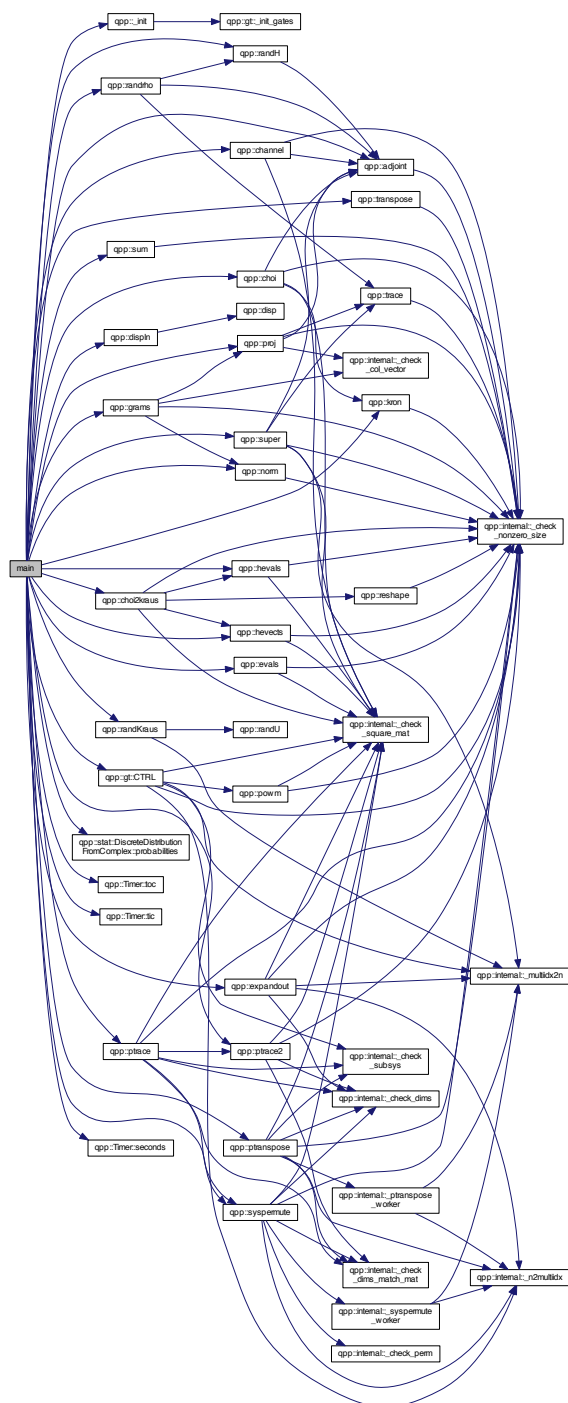 qpp::_init
qpp::gt::_init_gates
qpp::randH
qpp::randrho
qpp::channel
qpp::adjoint
qpp::transpose
qpp::sum
qpp::choi
qpp::trace
qpp::disp
qpp::displn
qpp::proj
qpp::internal::_check
_col_vector
qpp::grams
qpp::kron
qpp::super
qpp::norm
qpp::internal::_check
_nonzero_size
main
qpp::hevals
qpp::choi2kraus
qpp::reshape
qpp::hevects
qpp::evals
qpp::randKraus
qpp::randU
qpp::internal::_check
_square_mat
qpp::gt::CTRL
qpp::powm
qpp::stat::DiscreteDistribution
FromComplex::probabilities
qpp::Timer::toc
qpp::Timer::tic
qpp::internal::_multiidx2n
qpp::expandout
qpp::ptrace
qpp::ptrace2
qpp::internal::_check
_subsys
qpp::internal::_check_dims
qpp::Timer::seconds
qpp::ptranspose
qpp::internal::_ptranspose
_worker
qpp::syspermute
qpp::internal::_check
_dims_match_mat
qpp::internal::_n2multiidx
qpp::internal::_syspermute
_worker
qpp::internal::_check_perm